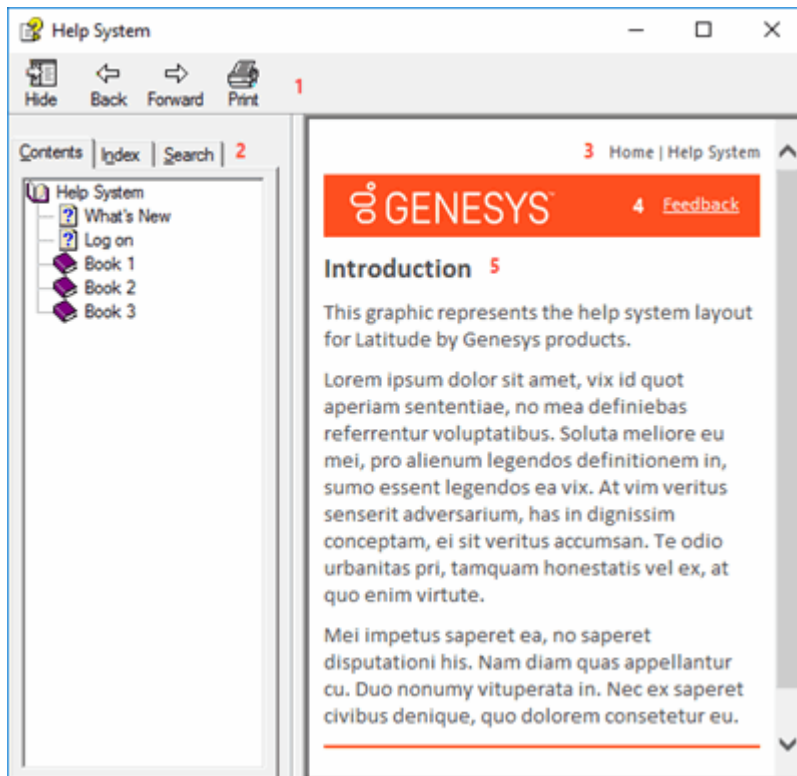 Help System
Hide Back Forward Print 1
Contents Index Search 2
Help System
What's New
Log on
Book 1
Book 2
Book 3
3 Home | Help System
GENESYS™ 4 Feedback
Introduction 5
This graphic represents the help system layout
for Latitude by Genesys products.
Lorem ipsum dolor sit amet, vix id quot
aperiam sententiae, no mea definiebas
referrentur voluptatibus. Soluta meliore eu
mei, pro alienum legendos definitionem in,
sumo essent legendos ea vix. At vim veritus
senserit adversarium, has in dignissim
conceptam, ei sit veritus accumsan. Te odio
urbanitas pri, tamquam honestatis vel ex, at
quo enim virtute.
Mei impetus saperet ea, no saperet
disputationi his. Nam diam quas appellantur
cu. Duo nonumy vituperata in. Nec ex saperet
civibus denique, quo dolorem consetetur eu.